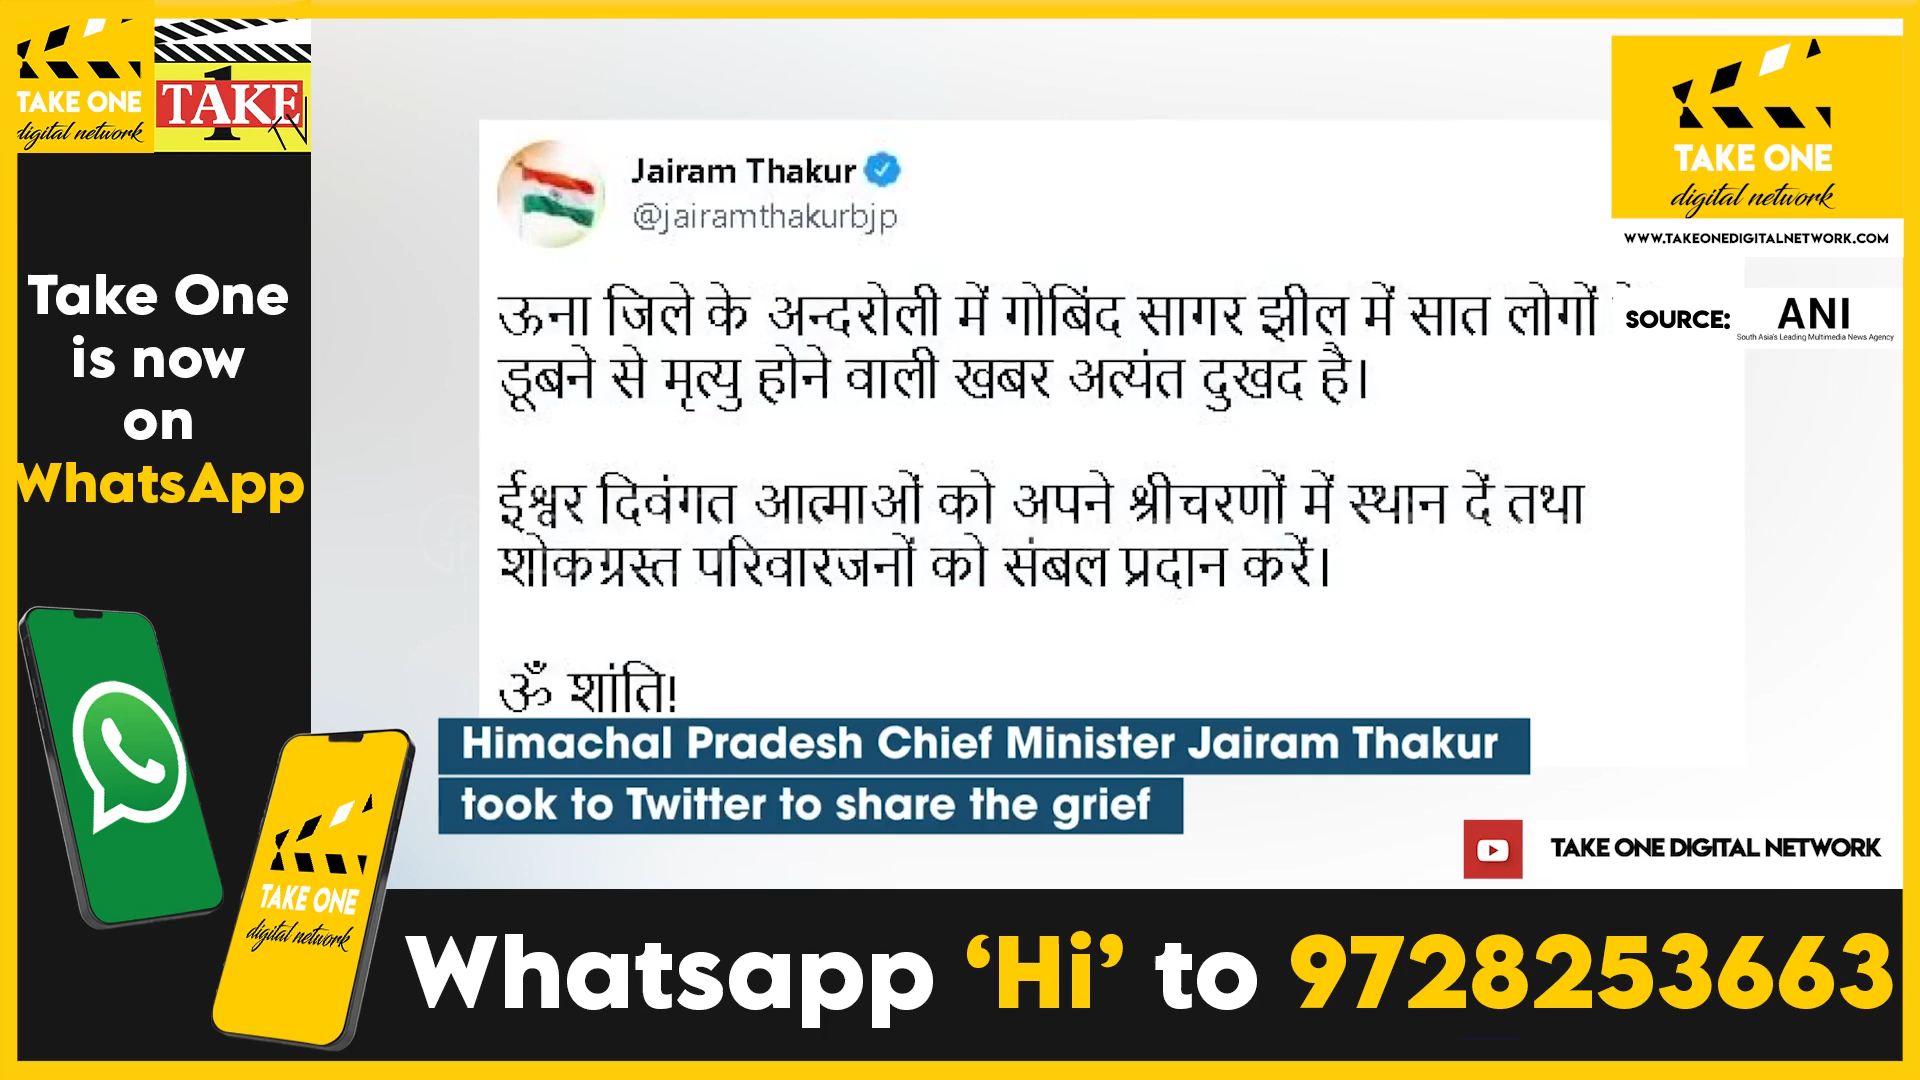 TAKE ONE
digital network
TAKE 1
TV
Take One
is now
on
WhatsApp
Jairam Thakur
@jairamthakurbjp
ऊना जिले के अन्दरोली में गोबिंद सागर झील में सात लोगों
डूबने से मृत्यु होने वाली खबर अत्यंत दुखद है।
ईश्वर दिवंगत आत्माओं को अपने श्रीचरणों में स्थान दें तथा
शोकग्रस्त परिवारजनों को संबल प्रदान करें।
ॐ शांति!
TAKE ONE
digital network
WWW.TAKEONEDIGITALNETWORK.COM
SOURCE: ANI
South Asia's Leading Multimedia News Agency
Himachal Pradesh Chief Minister Jairam Thakur
took to Twitter to share the grief
TAKE ONE DIGITAL NETWORK
TAKE ONE
digital network
Whatsapp ‘Hi’ to 9728253663